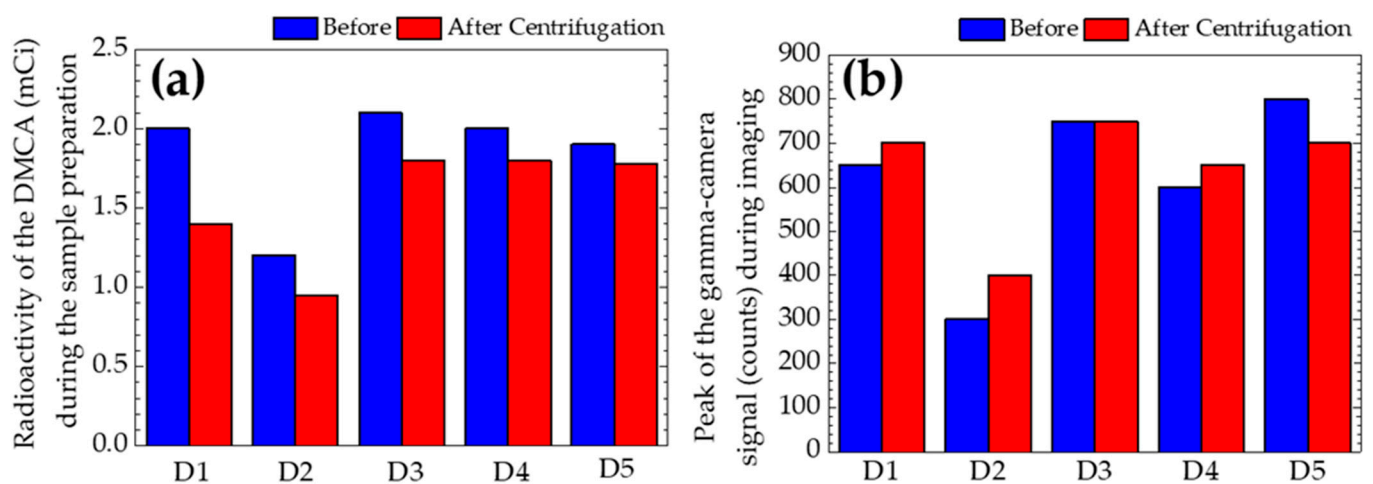 Before After Centrifugation
(a)
Radioactivity of the DMCA (mCi)
during the sample preparation
2.5
2.0
1.5
1.0
0.5
0.0
D1 D2 D3 D4 D5
Before After Centrifugation
(b)
Peak of the gamma-camera
signal (counts) during imaging
900
800
700
600
500
400
300
200
100
0
D1 D2 D3 D4 D5